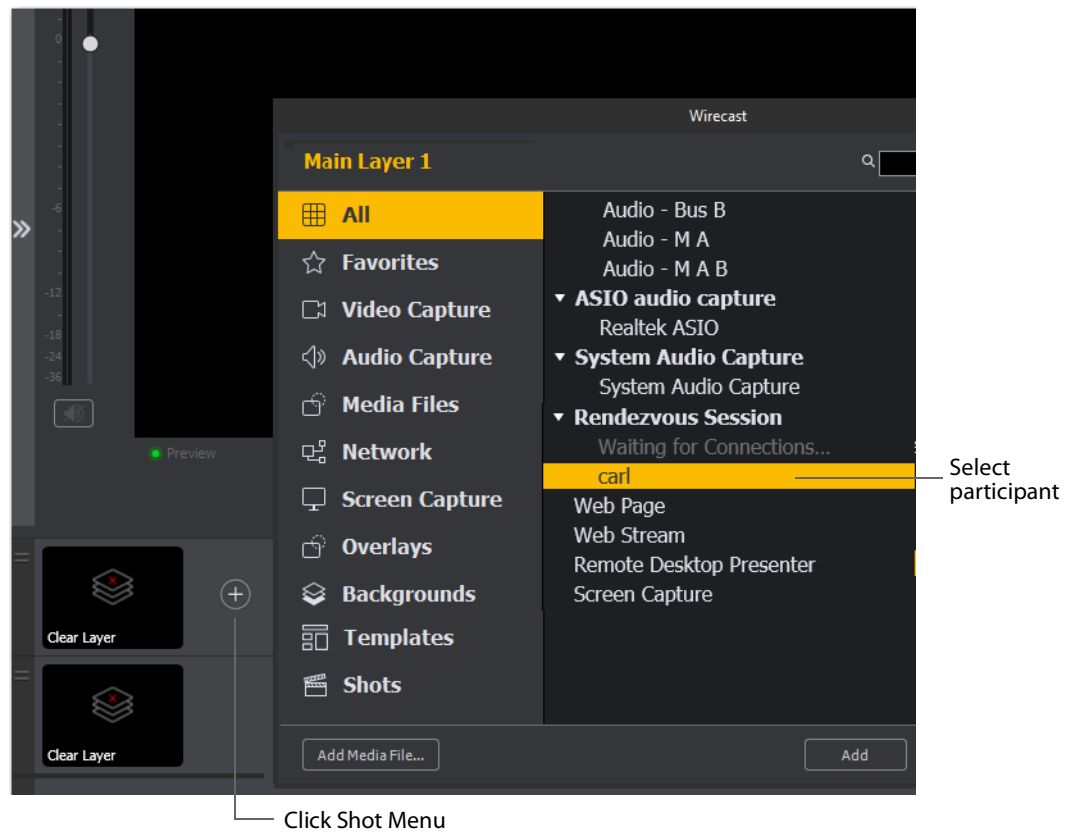 0
-6
-12
-18
-24
-36
Preview
Clear Layer
Clear Layer
Wirecast
Main Layer 1
All
Favorites
Video Capture
Audio Capture
Media Files
Network
Screen Capture
Overlays
Backgrounds
Templates
Shots
Audio - Bus B
Audio - M A
Audio - M A B
ASIO audio capture
Realtek ASIO
System Audio Capture
System Audio Capture
Rendezvous Session
Waiting for Connections...
carl
Web Page
Web Stream
Remote Desktop Presenter
Screen Capture
Add Media File...
Add
Select
participant
Click Shot Menu